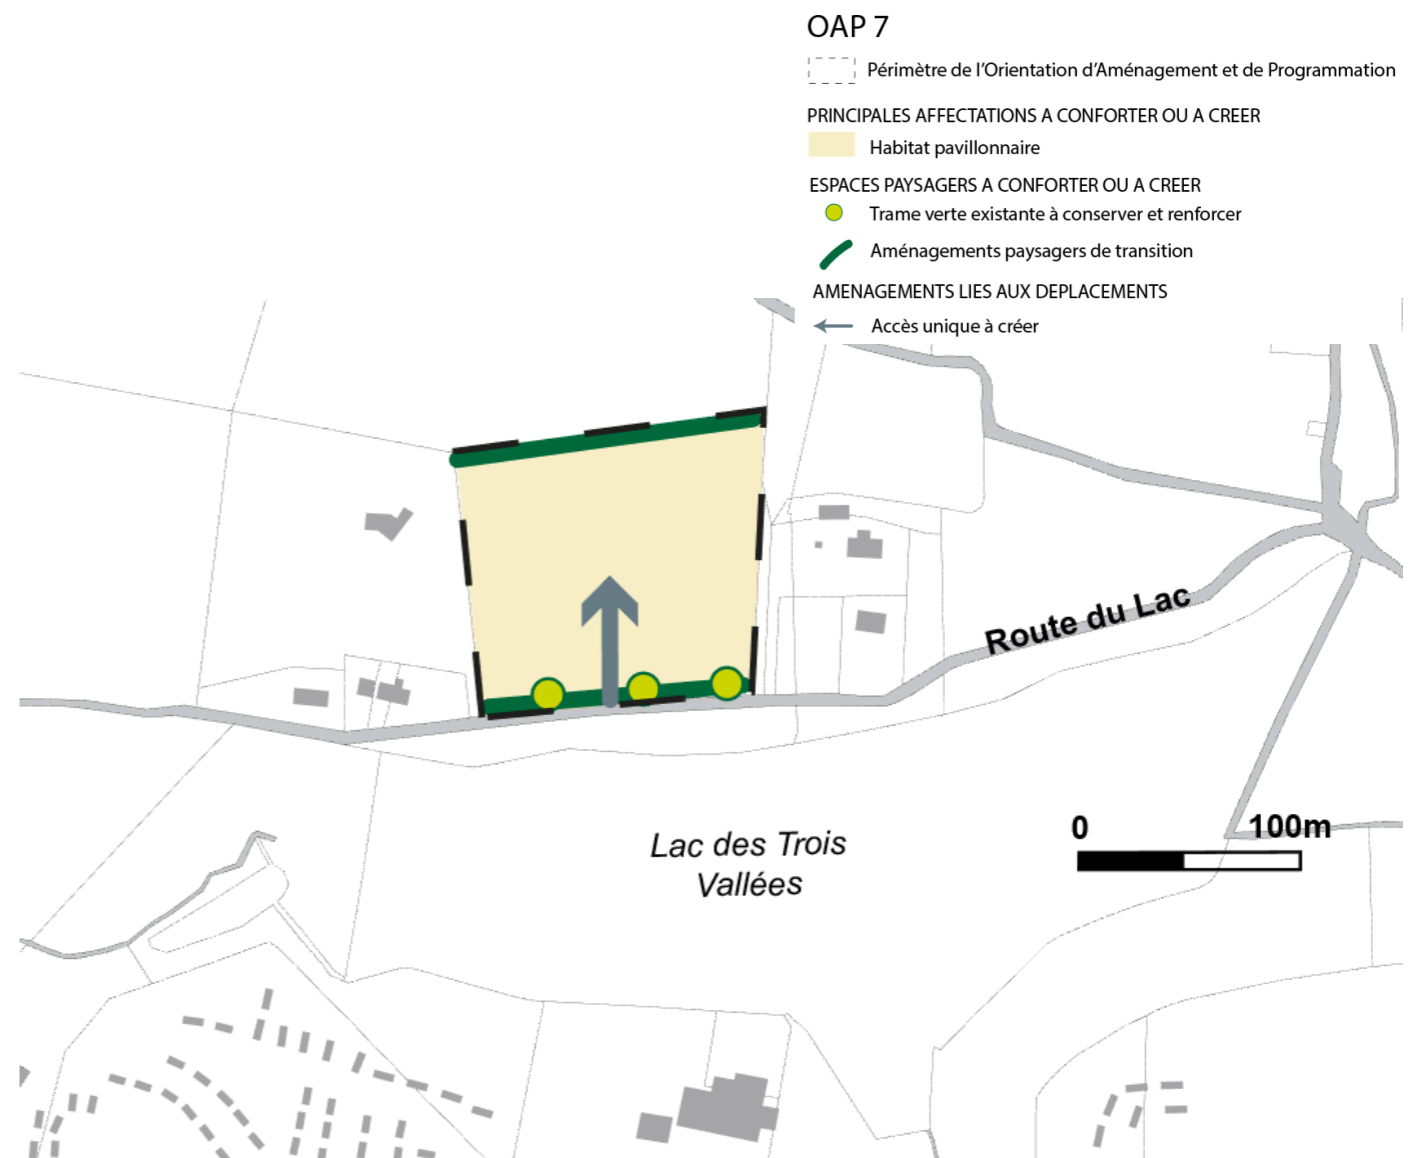 OAP 7
Périmètre de l'Orientation d'Aménagement et de Programmation
PRINCIPALES AFFECTATIONS A CONFORTER OU A CREER
Habitat pavillonnaire
ESPACES PAYSAGERS A CONFORTER OU A CREER
Trame verte existante à conserver et renforcer
Aménagements paysagers de transition
AMENAGEMENTS LIES AUX DEPLACEMENTS
Accès unique à créer
Route du Lac
Lac des Trois
Vallées
0 100m